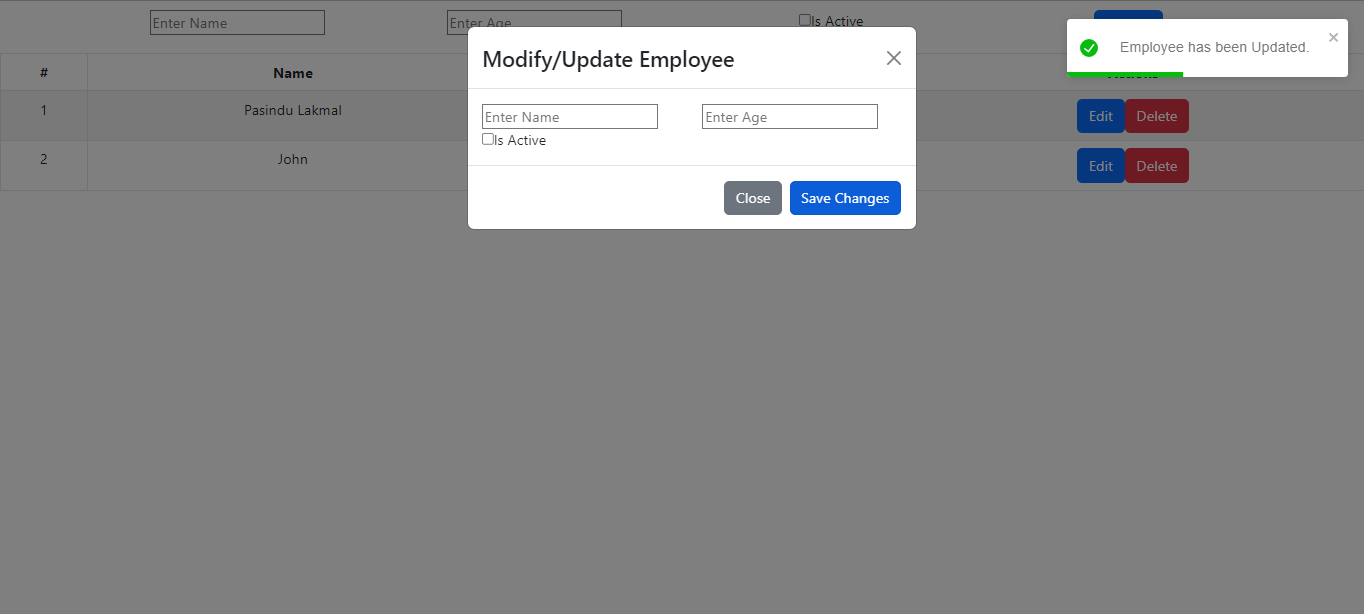 Enter Name
Enter Age
Is Active
Employee has been Updated.
Modify/Update Employee
# Name
1 Pasindu Lakmal Edit Delete
Enter Name Enter Age
Is Active
2 John Edit Delete
Close Save Changes